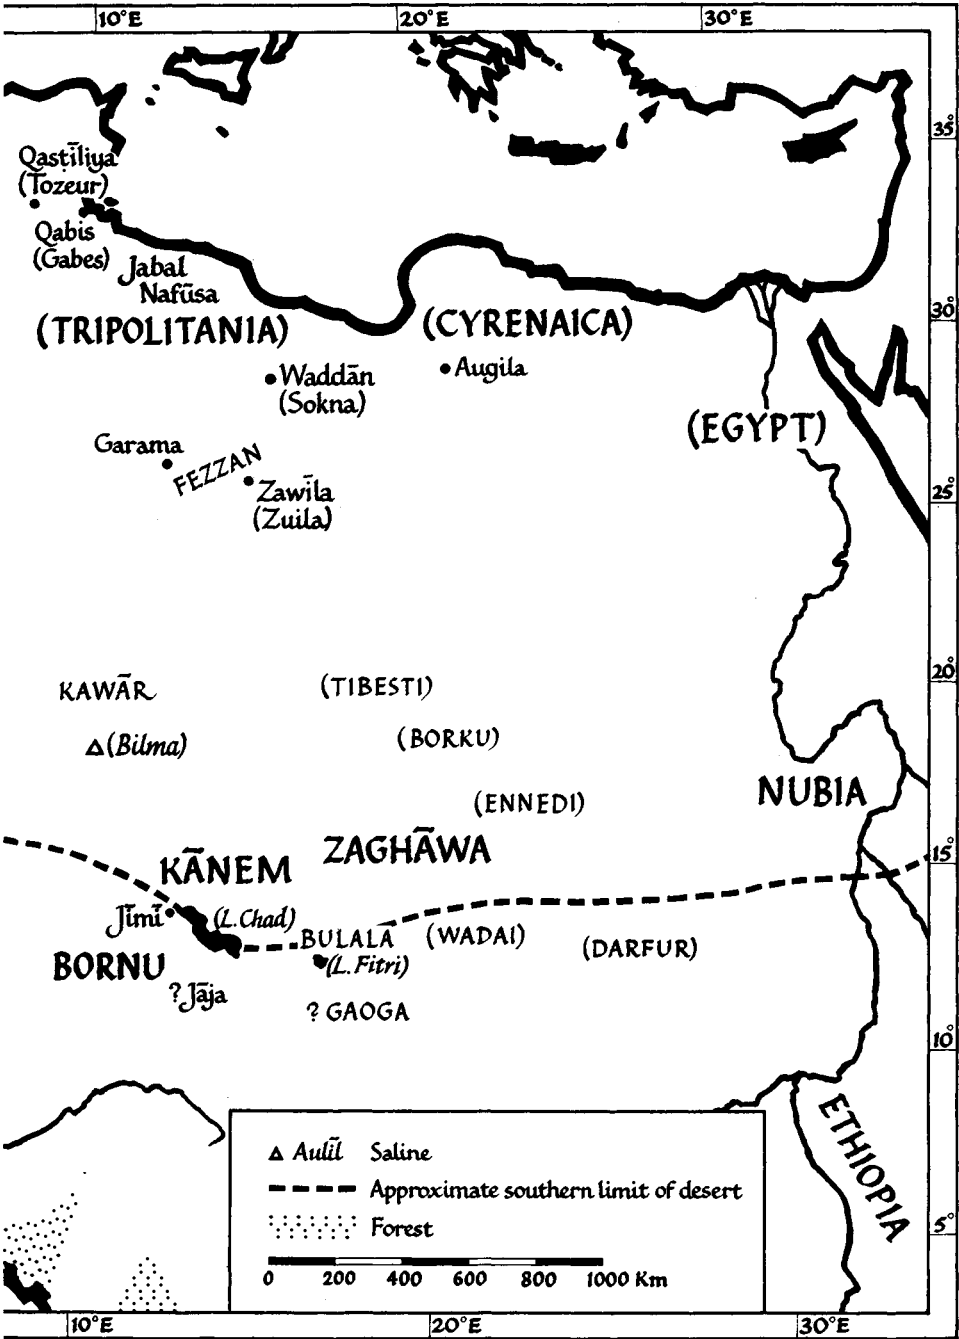 10°E 20°E 30°E
35°
Qasṭīliya
(Tozeur)
Qabis
(Gabes)
Jabal
Nafūsa
(TRIPOLITANIA)
(CYRENAICA)
30°
Waddān
(Sokna)
Augila
(EGYPT)
Garama
FEZZAN
Zawīla
(Zuila)
25°
20°
KAWĀR
(TIBESTI)
(Bilma)
(BORKU)
(ENNEDI)
NUBIA
ZAGHĀWA
KĀNEM
15°
Jīmī
(L. Chad)
BULALA
(WADAI)
(DARFUR)
BORNU
(L. Fitri)
? Jāja
? GAOGA
10°
ETHIOPIA
Aulīl Saline
Approximate southern limit of desert
Forest
0 200 400 600 800 1000 Km
5°
10°E 20°E 30°E